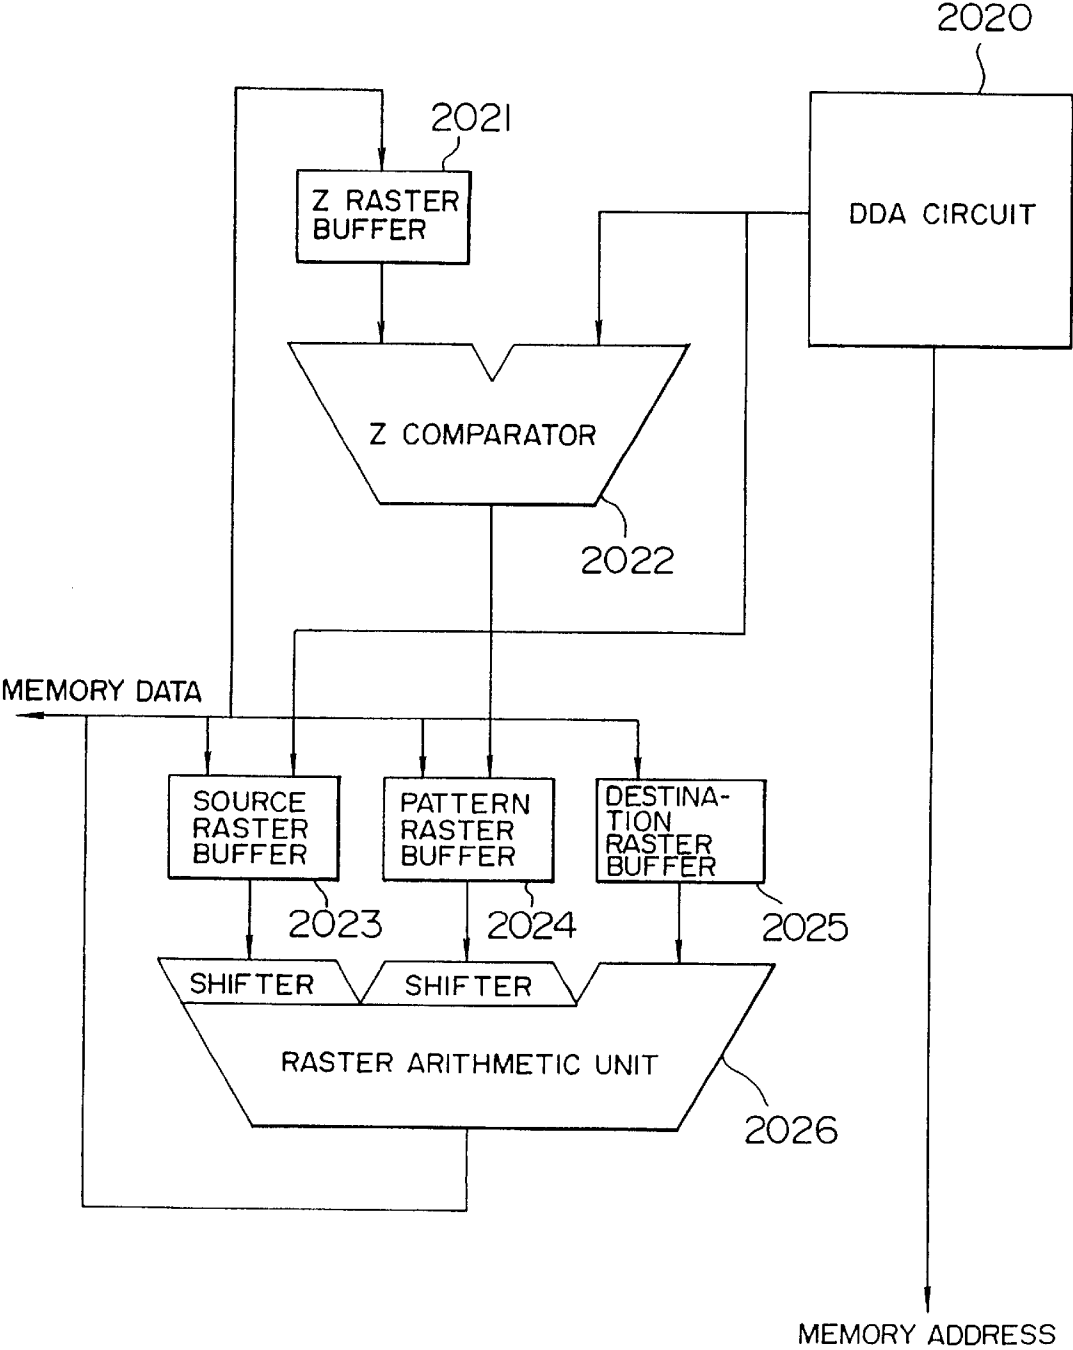 2020
2021
Z RASTER
BUFFER
DDA CIRCUIT
Z COMPARATOR
2022
MEMORY DATA
SOURCE
RASTER
BUFFER
PATTERN
RASTER
BUFFER
DESTINA-
TION
RASTER
BUFFER
2023
2024
2025
SHIFTER
SHIFTER
RASTER ARITHMETIC UNIT
2026
MEMORY ADDRESS